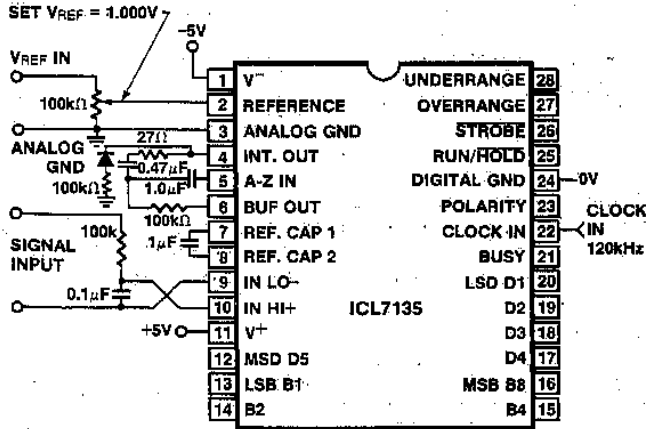 SET VREF = 1.000V
-5V
VREF IN
100kΩ
ANALOG GND
27Ω
0.47μF
1.0μF
100kΩ
100kΩ
SIGNAL INPUT
100k
1μF
0.1μF
+5V
1 V⁻
2 REFERENCE
3 ANALOG GND
4 INT. OUT
5 A-Z IN
6 BUF OUT
7 REF. CAP 1
8 REF. CAP 2
9 IN LO-
10 IN HI+
11 V⁺
12 MSD D5
13 LSB B1
14 B2
ICL7135
UNDERRANGE 28
OVERRANGE 27
STROBE 26
RUN/HOLD 25
DIGITAL GND 24
POLARITY 23
CLOCK IN 22
BUSY 21
LSD D1 20
D2 19
D3 18
D4 17
MSB B8 16
B4 15
0V
CLOCK
IN
120kHz